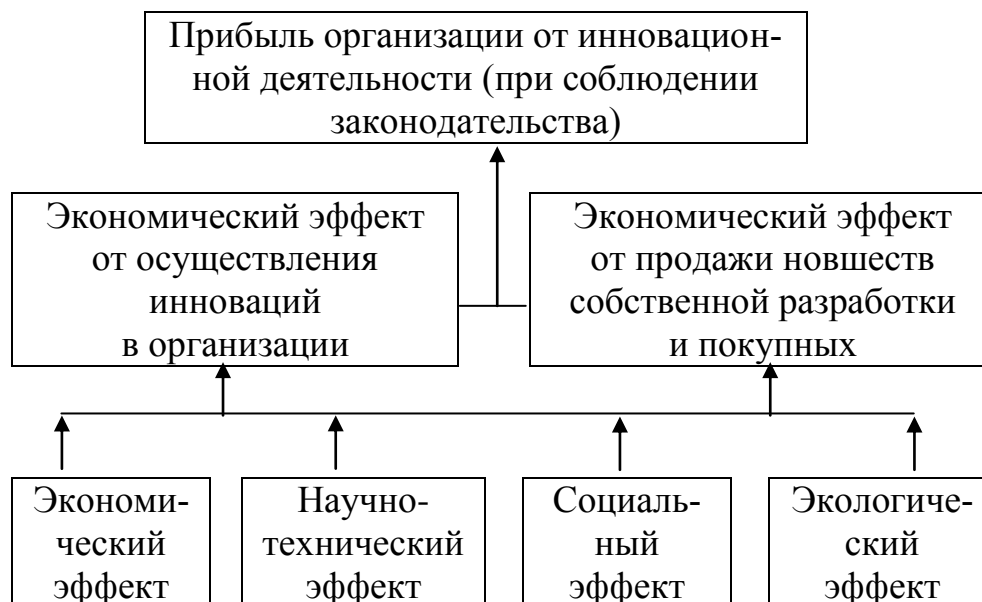 Прибыль организации от инновацион-
ной деятельности (при соблюдении
законодательства)
Экономический эффект
от осуществления
инноваций
в организации
Экономический эффект
от продажи новшеств
собственной разработки
и покупных
Экономи-
ческий
эффект
Научно-
технический
эффект
Социаль-
ный
эффект
Экологиче-
ский
эффект